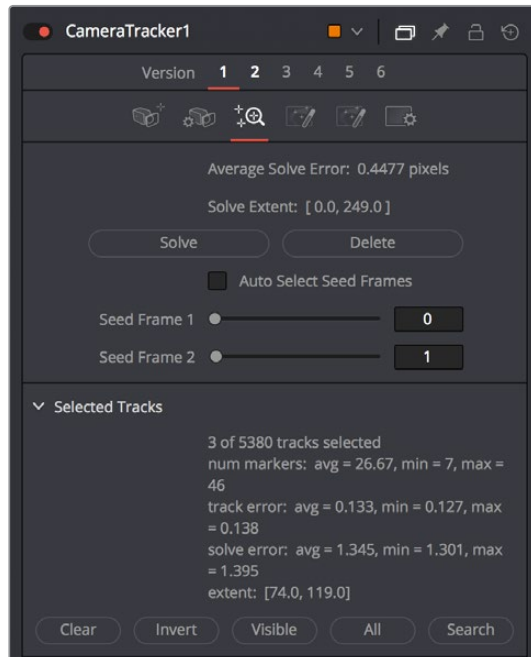 CameraTracker1
Version 1 2 3 4 5 6
Average Solve Error: 0.4477 pixels
Solve Extent: [ 0.0, 249.0 ]
Solve Delete
Auto Select Seed Frames
Seed Frame 1 0
Seed Frame 2 1
Selected Tracks
3 of 5380 tracks selected
num markers: avg = 26.67, min = 7, max =
46
track error: avg = 0.133, min = 0.127, max
= 0.138
solve error: avg = 1.345, min = 1.301, max
= 1.395
extent: [74.0, 119.0]
Clear Invert Visible All Search